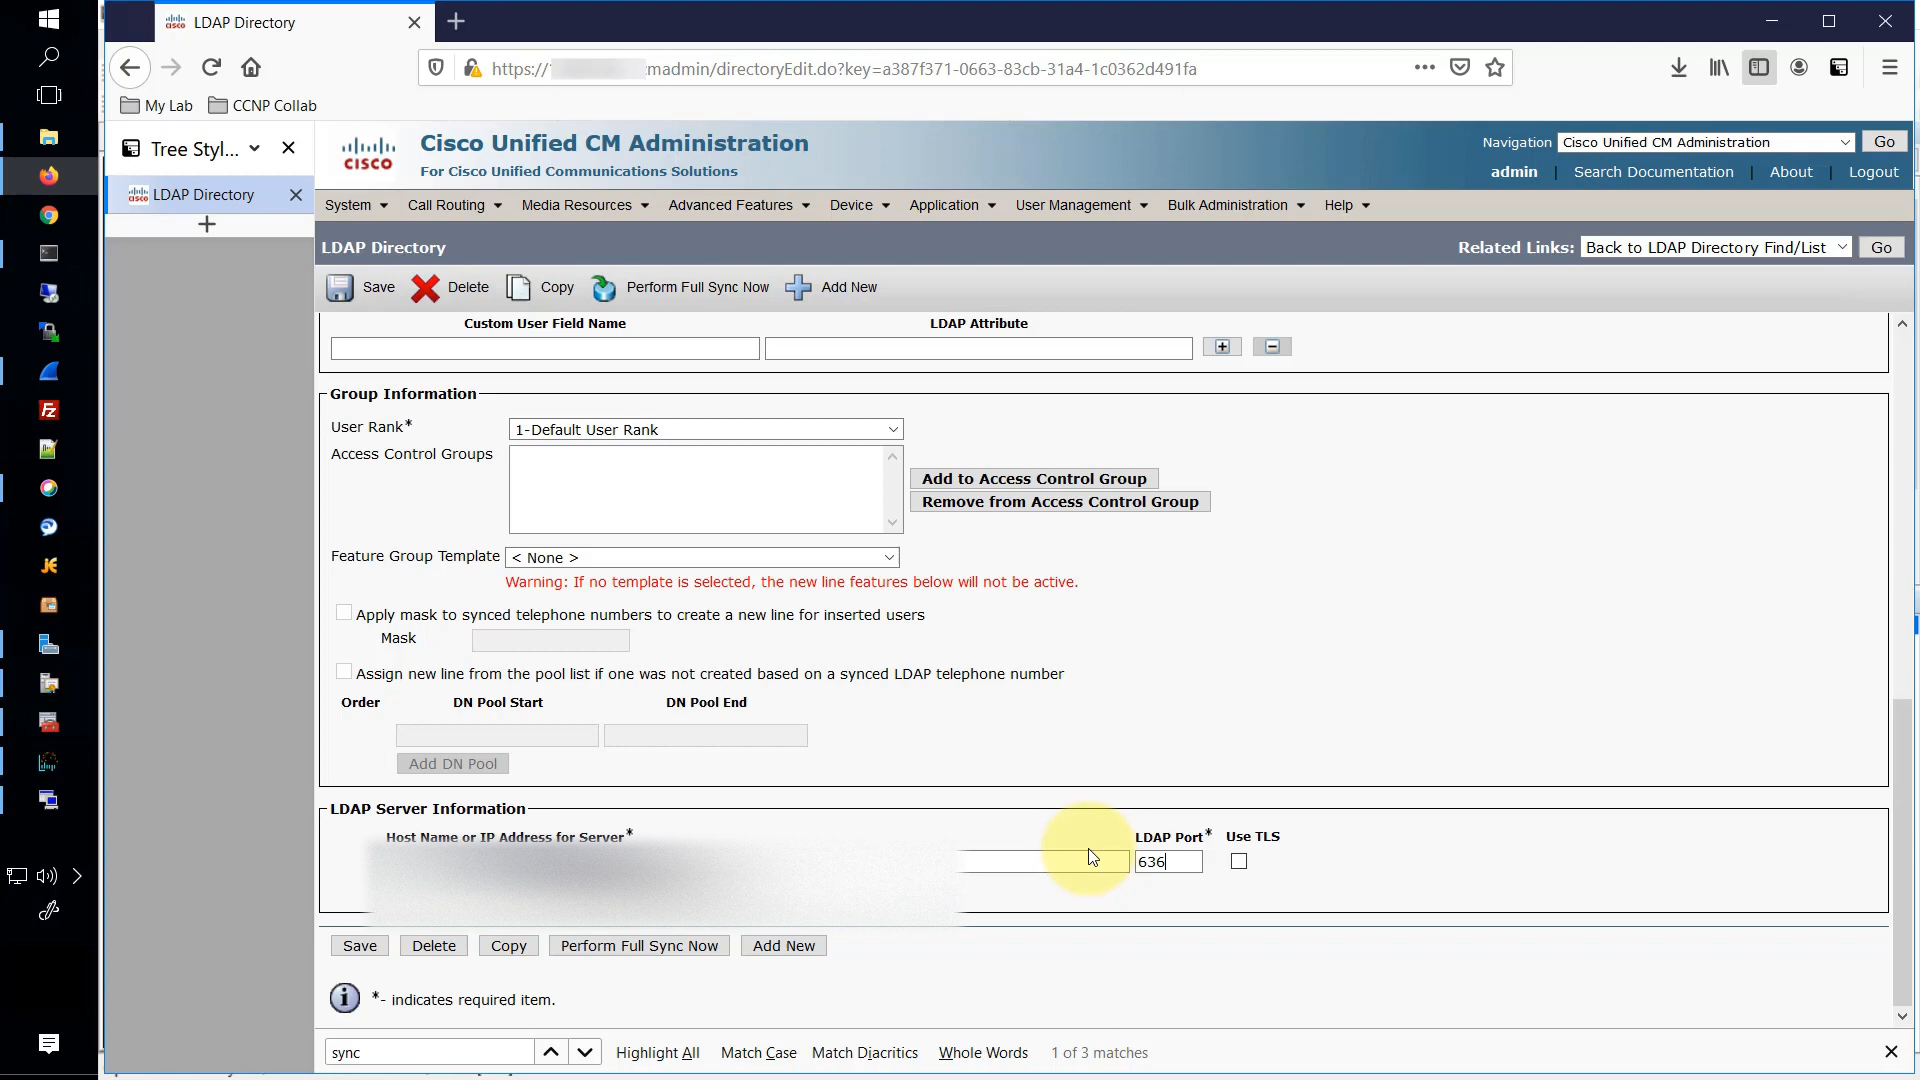 LDAP Directory
https://
cmadmin/directoryEdit.do?key=a387f371-0663-83cb-31a4-1c0362d491fa
My Lab
CCNP Collab
Tree Styl...
LDAP Directory
CISCO
Cisco Unified CM Administration
For Cisco Unified Communications Solutions
Navigation Cisco Unified CM Administration Go
admin | Search Documentation | About | Logout
System Call Routing Media Resources Advanced Features Device Application User Management Bulk Administration Help
LDAP Directory
Related Links: Back to LDAP Directory Find/List Go
Save Delete Copy Perform Full Sync Now Add New
Custom User Field Name LDAP Attribute
Group Information
User Rank* 1-Default User Rank
Access Control Groups
Add to Access Control Group
Remove from Access Control Group
Feature Group Template < None >
Warning: If no template is selected, the new line features below will not be active.
Apply mask to synced telephone numbers to create a new line for inserted users
Mask
Assign new line from the pool list if one was not created based on a synced LDAP telephone number
Order DN Pool Start DN Pool End
Add DN Pool
LDAP Server Information
Host Name or IP Address for Server* LDAP Port* Use TLS
636
Save Delete Copy Perform Full Sync Now Add New
*- indicates required item.
sync Highlight All Match Case Match Diacritics Whole Words 1 of 3 matches